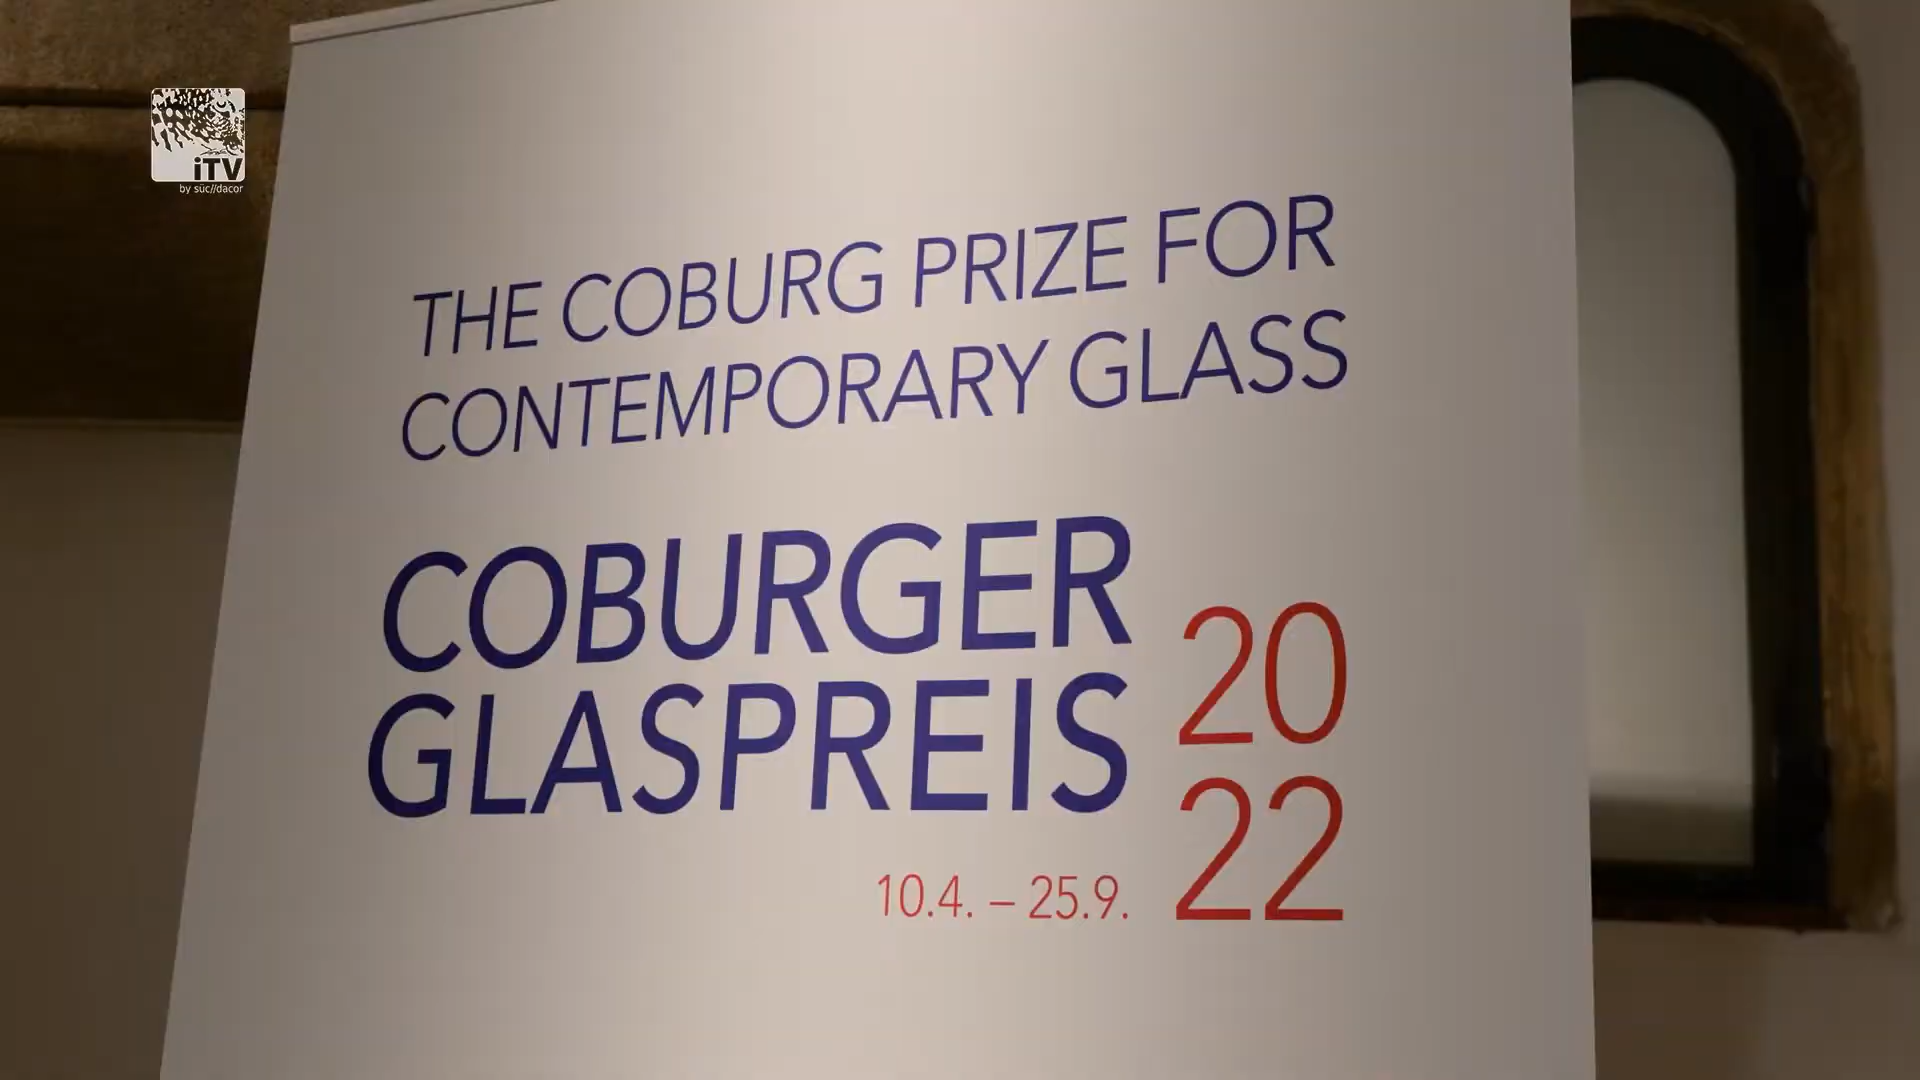 iTV
by süc//dacor
THE COBURG PRIZE FOR
CONTEMPORARY GLASS
COBURGER
GLASPREIS
20
22
10.4. – 25.9.